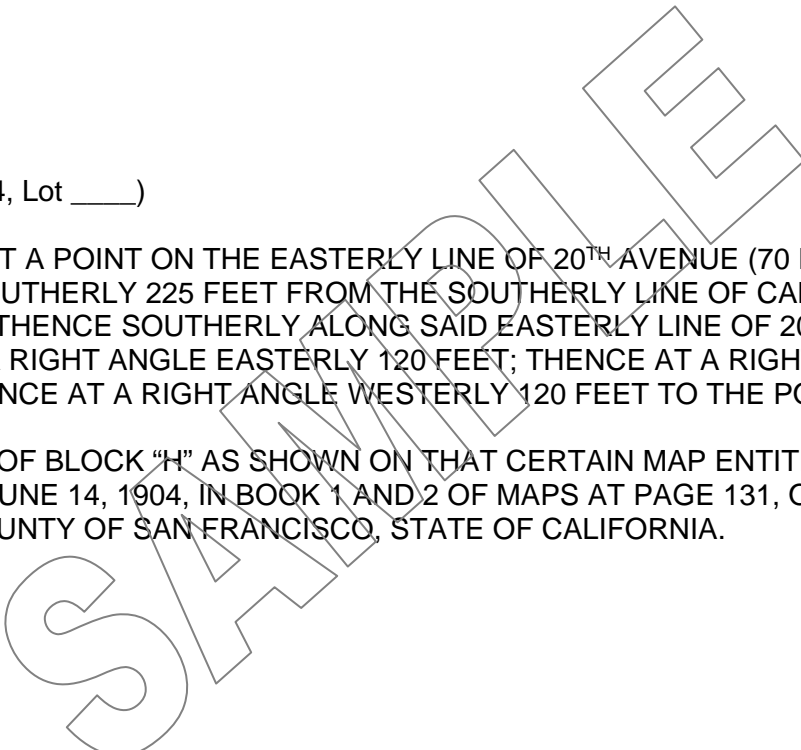 4, Lot ____)
T A POINT ON THE EASTERLY LINE OF 20TH AVENUE (70
UTHERLY 225 FEET FROM THE SOUTHERLY LINE OF CA
THENCE SOUTHERLY ALONG SAID EASTERLY LINE OF 20
RIGHT ANGLE EASTERLY 120 FEET; THENCE AT A RIGH
NCE AT A RIGHT ANGLE WESTERLY 120 FEET TO THE PO
OF BLOCK “H” AS SHOWN ON THAT CERTAIN MAP ENTIT
UNE 14, 1904, IN BOOK 1 AND 2 OF MAPS AT PAGE 131, O
UNTY OF SAN FRANCISCO, STATE OF CALIFORNIA.
SAMPLE